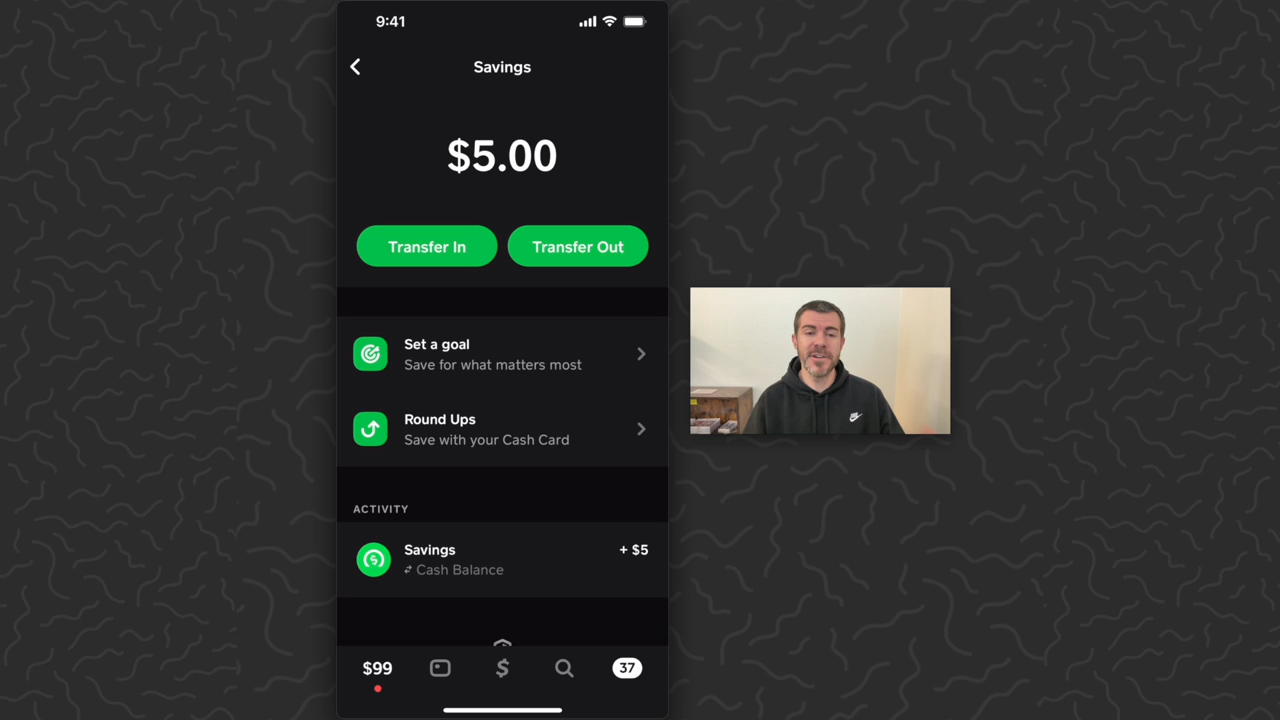 9:41
Savings
$5.00
Transfer In
Transfer Out
Set a goal
Save for what matters most
Round Ups
Save with your Cash Card
ACTIVITY
Savings
+ $5
Cash Balance
$99
$
37